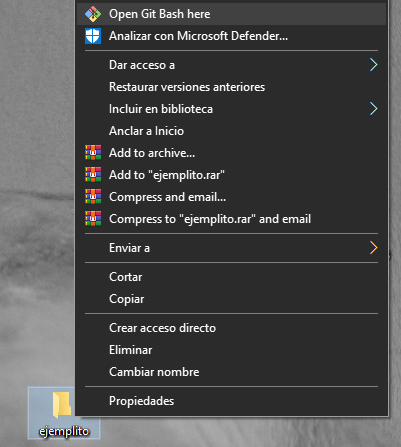 Open Git Bash here
Analizar con Microsoft Defender...
Dar acceso a
Restaurar versiones anteriores
Incluir en biblioteca
Anclar a Inicio
Add to archive...
Add to "ejemplito.rar"
Compress and email...
Compress to "ejemplito.rar" and email
Enviar a
Cortar
Copiar
Crear acceso directo
Eliminar
Cambiar nombre
Propiedades
ejemplito